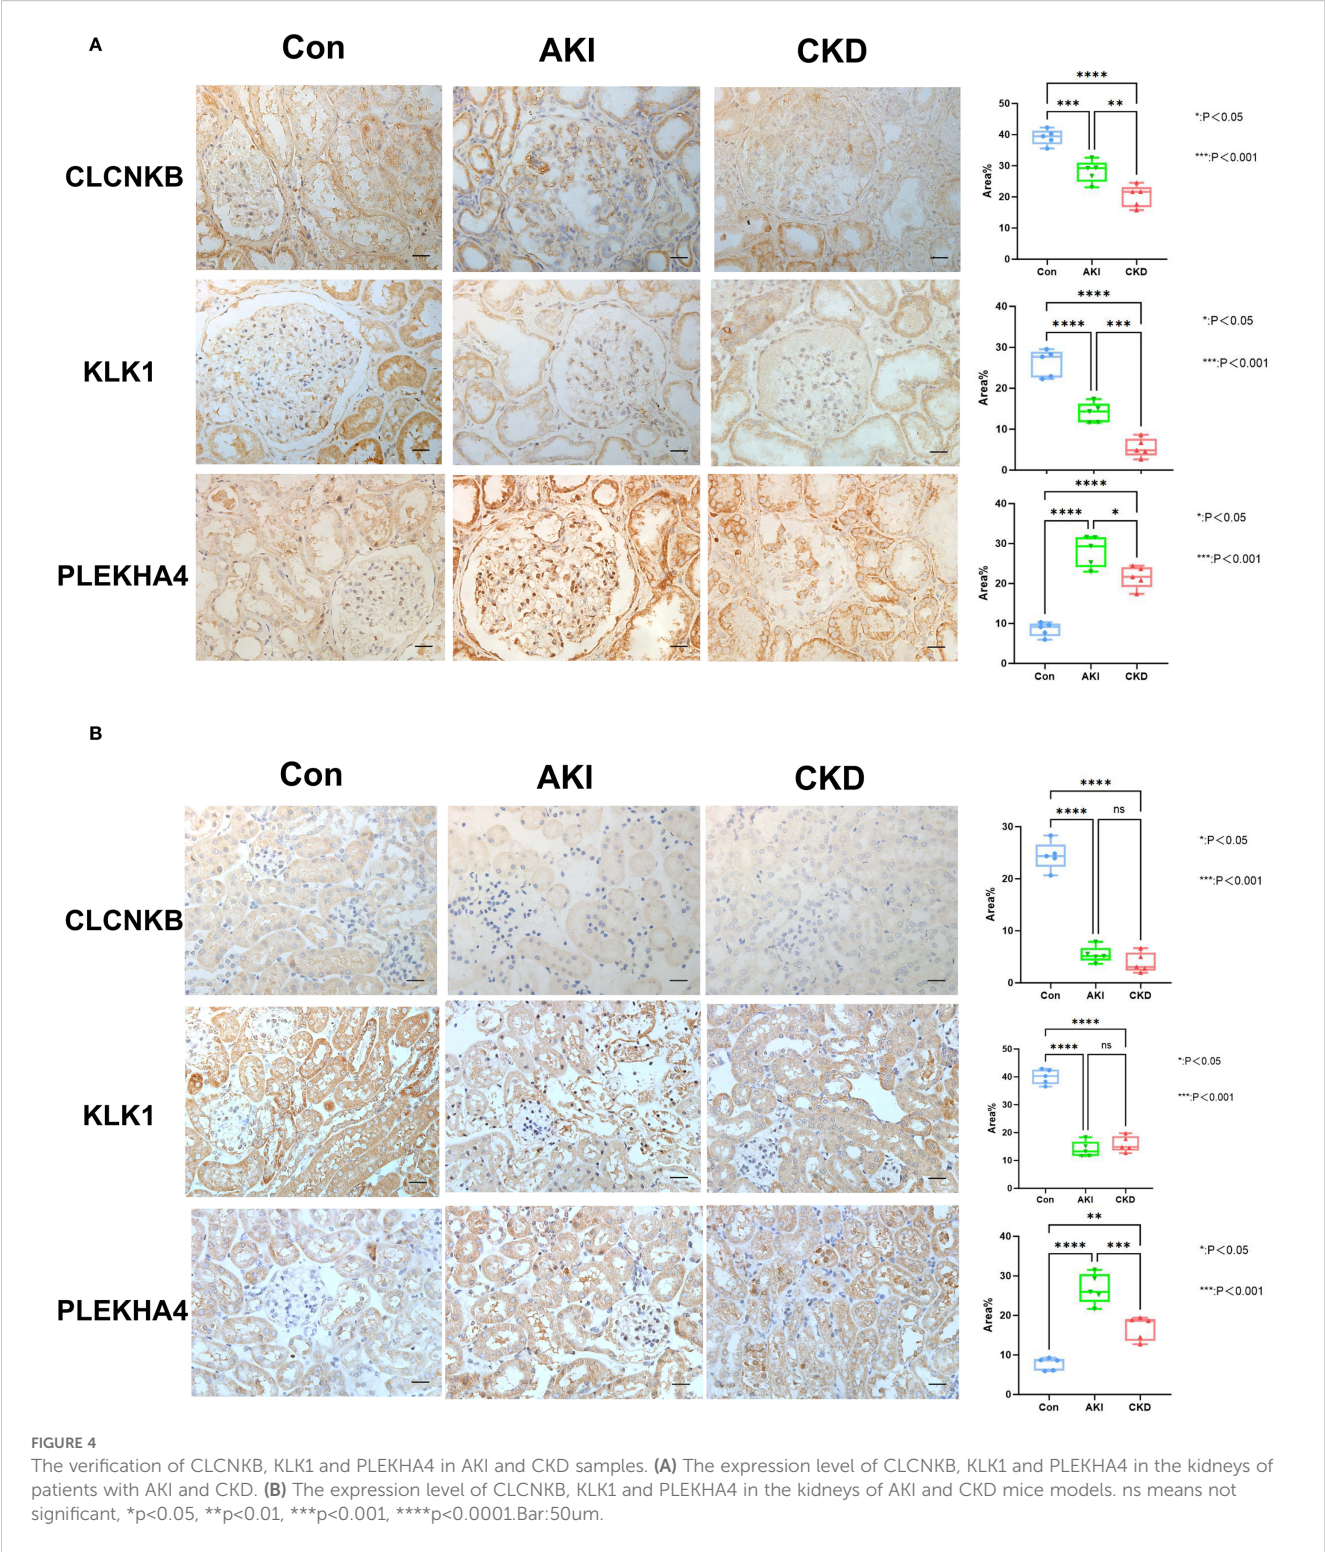 A
Con AKI CKD
CLCNKB
KLK1
PLEKHA4
****
*** **
*:P<0.05
***:P<0.001
Area%
50
40
30
20
10
0
Con AKI CKD
****
**** ***
*:P<0.05
***:P<0.001
Area%
40
30
20
10
0
****
**** *
*:P<0.05
***:P<0.001
Area%
40
30
20
10
0
Con AKI CKD
B
Con AKI CKD
CLCNKB
KLK1
PLEKHA4
****
**** ns
*:P<0.05
***:P<0.001
Area%
30
20
10
0
Con AKI CKD
****
**** ns
*:P<0.05
***:P<0.001
Area%
50
40
30
20
10
0
Con AKI CKD
**
**** ***
*:P<0.05
***:P<0.001
Area%
40
30
20
10
0
Con AKI CKD
FIGURE 4
The verification of CLCNKB, KLK1 and PLEKHA4 in AKI and CKD samples. (A) The expression level of CLCNKB, KLK1 and PLEKHA4 in the kidneys of
patients with AKI and CKD. (B) The expression level of CLCNKB, KLK1 and PLEKHA4 in the kidneys of AKI and CKD mice models. ns means not
significant, *p<0.05, **p<0.01, ***p<0.001, ****p<0.0001.Bar:50um.